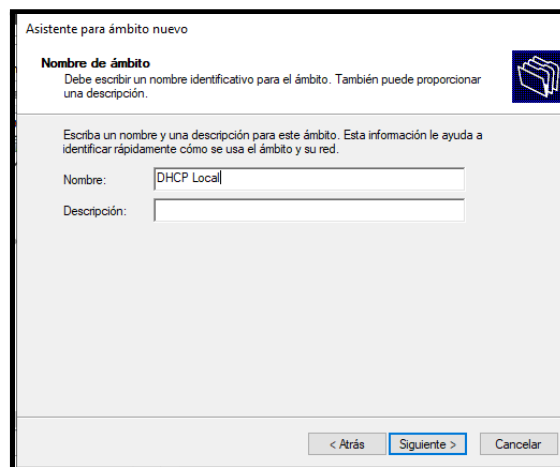 Asistente para ámbito nuevo
Nombre de ámbito
Debe escribir un nombre identificativo para el ámbito. También puede proporcionar
una descripción.
Escriba un nombre y una descripción para este ámbito. Esta información le ayuda a
identificar rápidamente cómo se usa el ámbito y su red.
Nombre: DHCP Local
Descripción:
< Atrás Siguiente > Cancelar